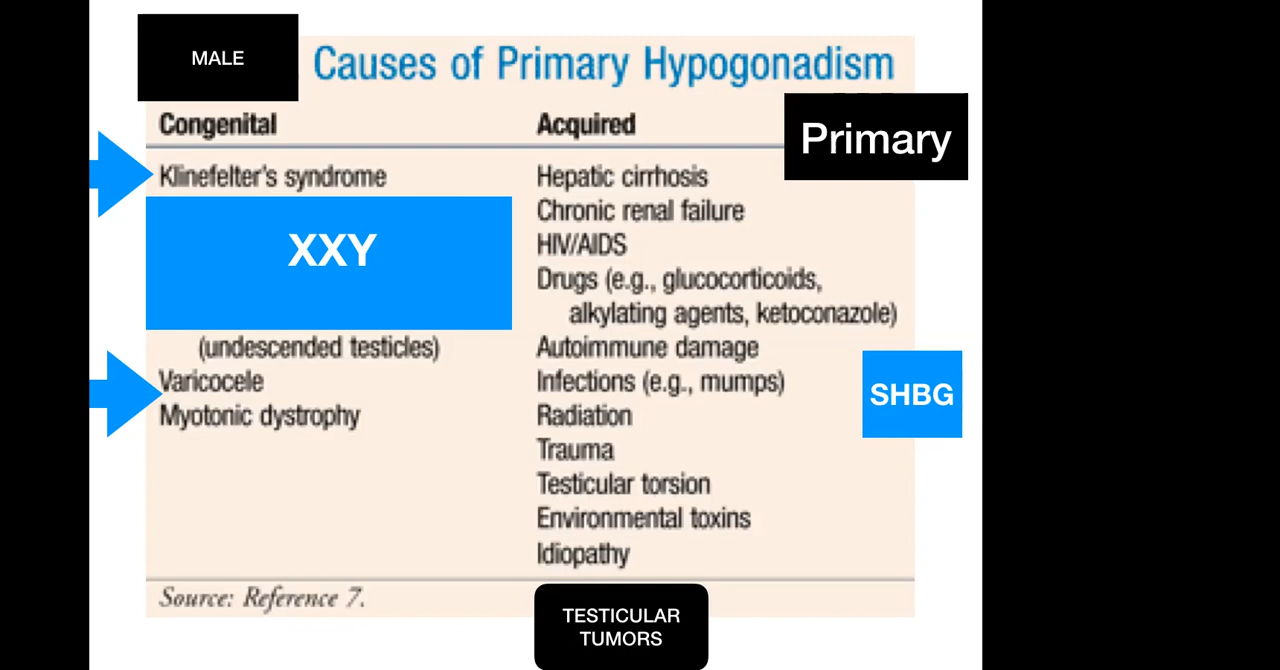 MALE
Causes of Primary Hypogonadism
Primary
Congenital
Acquired
Klinefelter's syndrome
XXY
(undescended testicles)
Varicocele
Myotonic dystrophy
Hepatic cirrhosis
Chronic renal failure
HIV/AIDS
Drugs (e.g., glucocorticoids,
alkylating agents, ketoconazole)
Autoimmune damage
Infections (e.g., mumps)
Radiation
Trauma
Testicular torsion
Environmental toxins
Idiopathy
SHBG
Source: Reference 7.
TESTICULAR
TUMORS